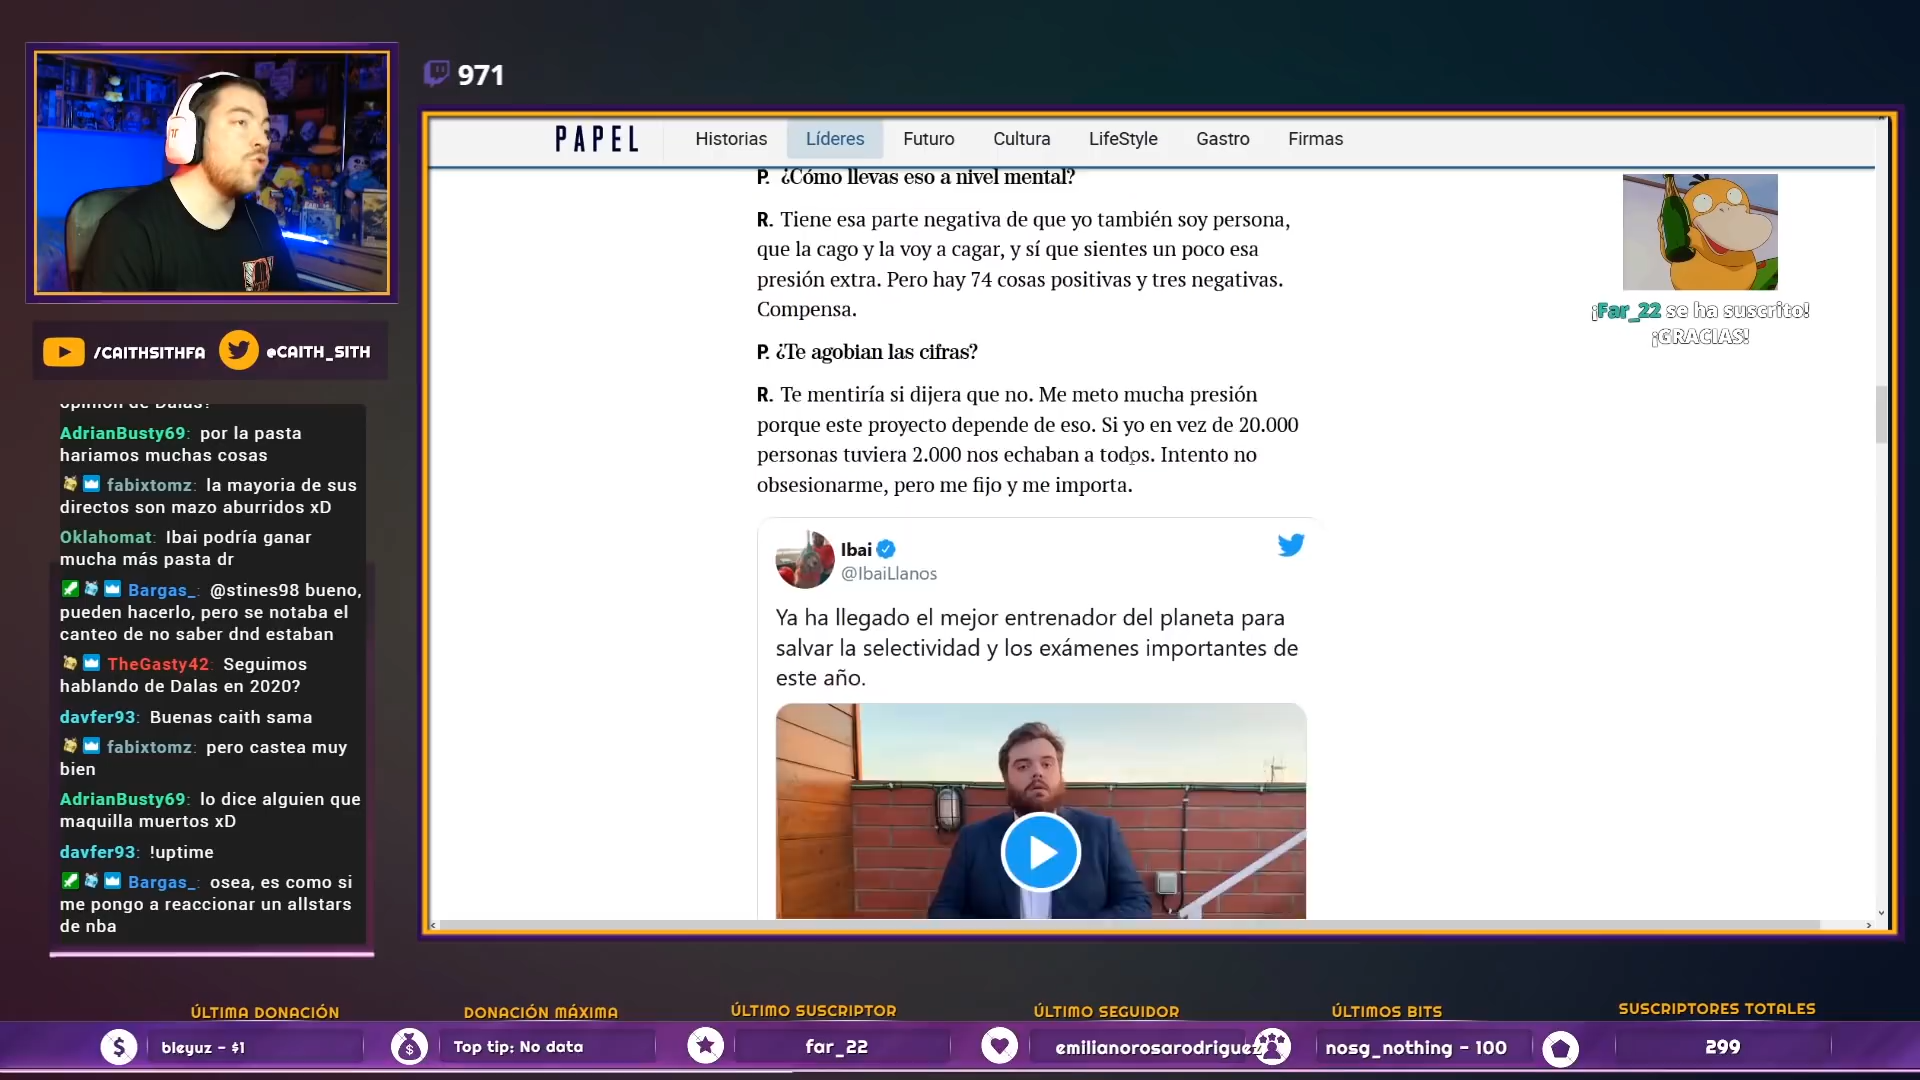 971
PAPEL
Historias
Líderes
Futuro
Cultura
LifeStyle
Gastro
Firmas
P. ¿Cómo llevas eso a nivel mental?
R. Tiene esa parte negativa de que yo también soy persona,
que la cago y la voy a cagar, y sí que sientes un poco esa
presión extra. Pero hay 74 cosas positivas y tres negativas.
Compensa.
P. ¿Te agobian las cifras?
R. Te mentiría si dijera que no. Me meto mucha presión
porque este proyecto depende de eso. Si yo en vez de 20.000
personas tuviera 2.000 nos echaban a todos. Intento no
obsesionarme, pero me fijo y me importa.
Ibai
@IbaiLlanos
Ya ha llegado el mejor entrenador del planeta para
salvar la selectividad y los exámenes importantes de
este año.
¡Far_22 se ha suscrito!
¡GRACIAS!
/CAITHSITHFA
@CAITH_SITH
opinion de Dalas?
AdrianBusty69: por la pasta
hariamos muchas cosas
fabixtomz: la mayoria de sus
directos son mazo aburridos xD
Oklahomat: Ibai podría ganar
mucha más pasta dr
Bargas_: @stines98 bueno,
pueden hacerlo, pero se notaba el
canteo de no saber dnd estaban
TheGasty42: Seguimos
hablando de Dalas en 2020?
davfer93: Buenas caith sama
fabixtomz: pero castea muy
bien
AdrianBusty69: lo dice alguien que
maquilla muertos xD
davfer93: !uptime
Bargas_: osea, es como si
me pongo a reaccionar un allstars
de nba
ÚLTIMA DONACIÓN
bleyuz - $1
DONACIÓN MÁXIMA
Top tip: No data
ÚLTIMO SUSCRIPTOR
far_22
ÚLTIMO SEGUIDOR
emilianorosarodriguez
ÚLTIMOS BITS
nosg_nothing - 100
SUSCRIPTORES TOTALES
299